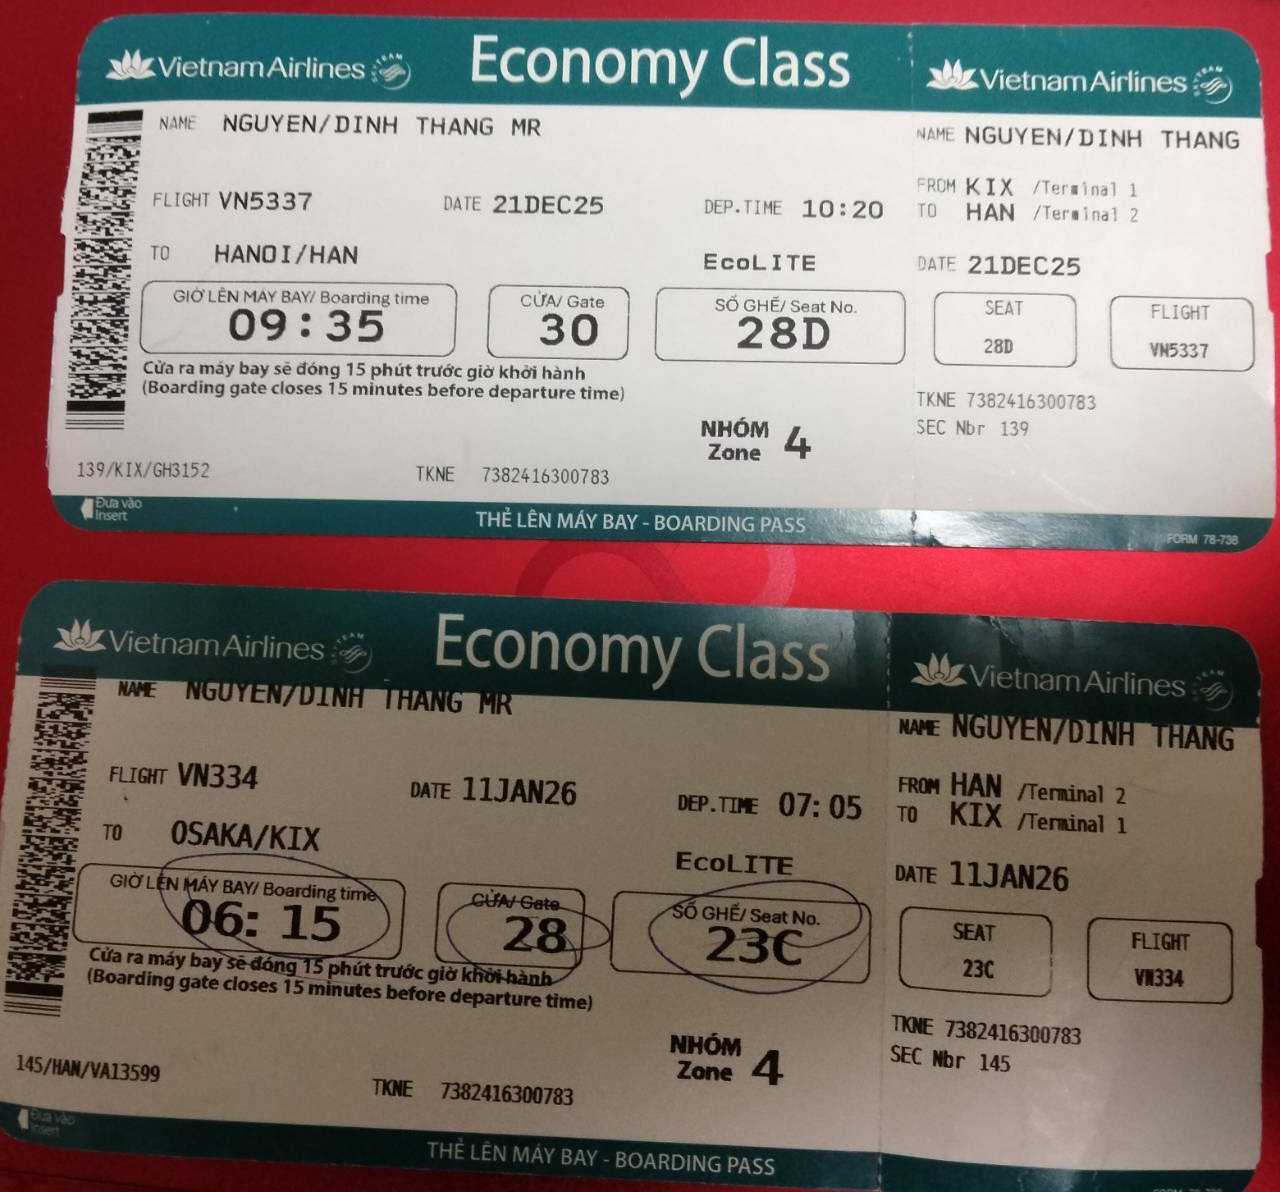 Vietnam Airlines SKYTEAM Economy Class Vietnam Airlines SKYTEAM
NAME NGUYEN/DINH THANG MR
NAME NGUYEN/DINH THANG
FLIGHT VN5337 DATE 21DEC25 DEP.TIME 10:20
FROM KIX /Terminal 1
TO HAN /Terminal 2
TO HANOI/HAN
EcoLITE
DATE 21DEC25
GIỜ LÊN MÁY BAY/ Boarding time
09:35
CỬA/ Gate
30
SỐ GHẾ/ Seat No.
28D
SEAT
28D
FLIGHT
VN5337
Cửa ra máy bay sẽ đóng 15 phút trước giờ khởi hành
(Boarding gate closes 15 minutes before departure time)
TKNE 7382416300783
SEC Nbr 139
NHÓM
Zone 4
139/KIX/GH3152 TKNE 7382416300783
Đưa vào
Insert
THẺ LÊN MÁY BAY - BOARDING PASS
FORM 78-738
Vietnam Airlines SKYTEAM Economy Class Vietnam Airlines SKYTEAM
NAME NGUYEN/DINH THANG MR
NAME NGUYEN/DINH THANG
FLIGHT VN334 DATE 11JAN26 DEP.TIME 07:05
FROM HAN /Terminal 2
TO KIX /Terminal 1
TO OSAKA/KIX
EcoLITE
DATE 11JAN26
GIỜ LÊN MÁY BAY/ Boarding time
06:15
CỬA/ Gate
28
SỐ GHẾ/ Seat No.
23C
SEAT
23C
FLIGHT
VN334
Cửa ra máy bay sẽ đóng 15 phút trước giờ khởi hành
(Boarding gate closes 15 minutes before departure time)
TKNE 7382416300783
SEC Nbr 145
NHÓM
Zone 4
145/HAN/VA13599 TKNE 7382416300783
Đưa vào
Insert
THẺ LÊN MÁY BAY - BOARDING PASS